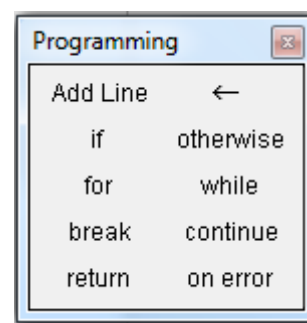 Programming
Add Line ←
if otherwise
for while
break continue
return on error